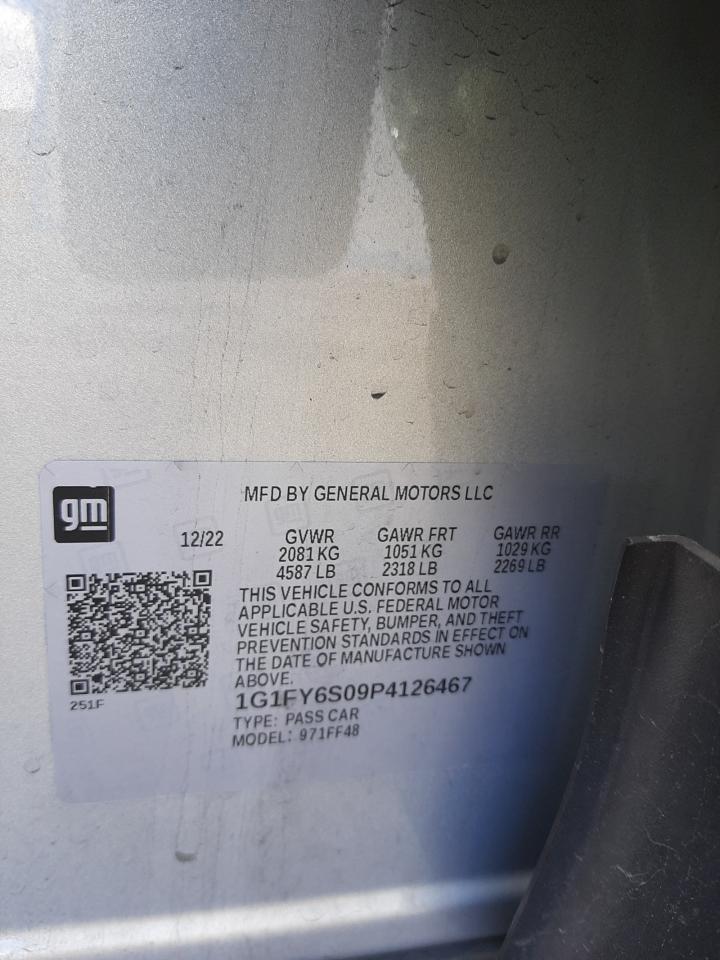 gm
MFD BY GENERAL MOTORS LLC
12/22 GVWR GAWR FRT GAWR RR
2081 KG 1051 KG 1029 KG
4587 LB 2318 LB 2269 LB
THIS VEHICLE CONFORMS TO ALL
APPLICABLE U.S. FEDERAL MOTOR
VEHICLE SAFETY, BUMPER, AND THEFT
PREVENTION STANDARDS IN EFFECT ON
THE DATE OF MANUFACTURE SHOWN
ABOVE.
1G1FY6S09P4126467
251F
TYPE: PASS CAR
MODEL: 971FF48